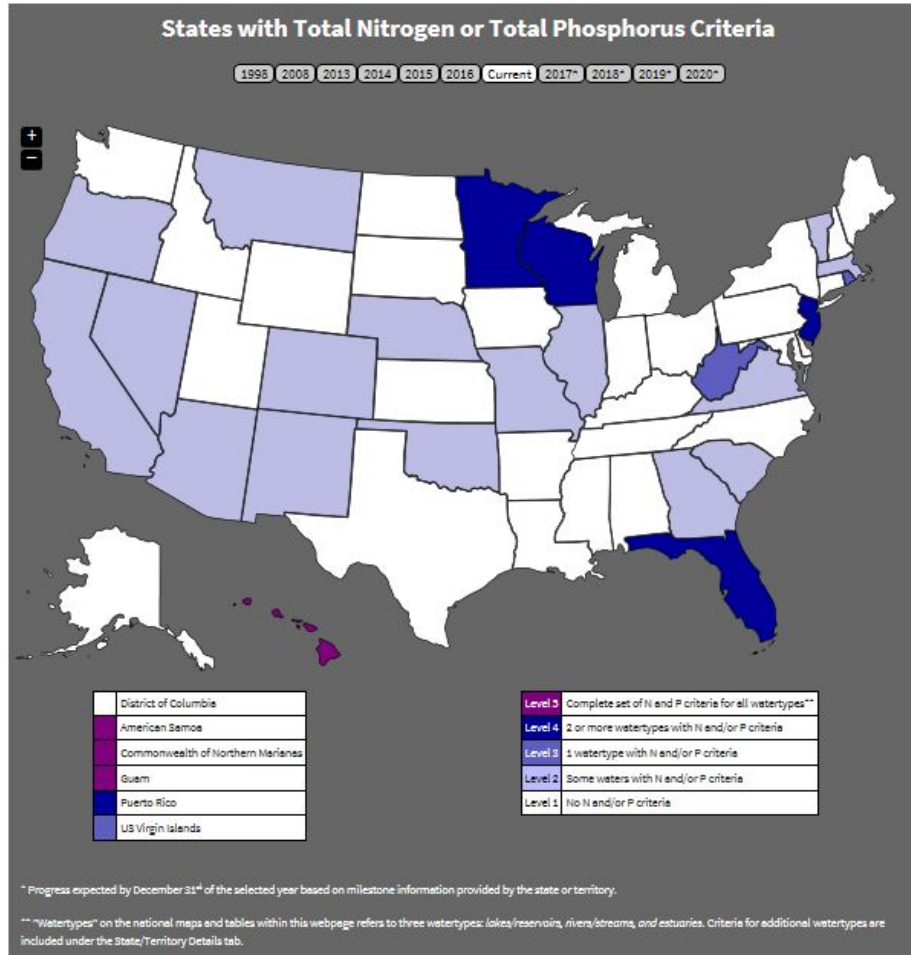 States with Total Nitrogen or Total Phosphorus Criteria
1998 2008 2013 2014 2015 2016 Current 2017* 2018* 2019* 2020*
+
−
District of Columbia
American Samoa
Commonwealth of Northern Marianas
Guam
Puerto Rico
US Virgin Islands
Level 5 Complete set of N and P criteria for all watertypes**
Level 4 2 or more watertypes with N and/or P criteria
Level 3 1 watertype with N and/or P criteria
Level 2 Some waters with N and/or P criteria
Level 1 No N and/or P criteria
* Progress expected by December 31st of the selected year based on milestone information provided by the state or territory.
** "Watertypes" on the national maps and tables within this webpage refers to three watertypes: lakes/reservoirs, rivers/streams, and estuaries. Criteria for additional watertypes are
included under the State/Territory Details tab.